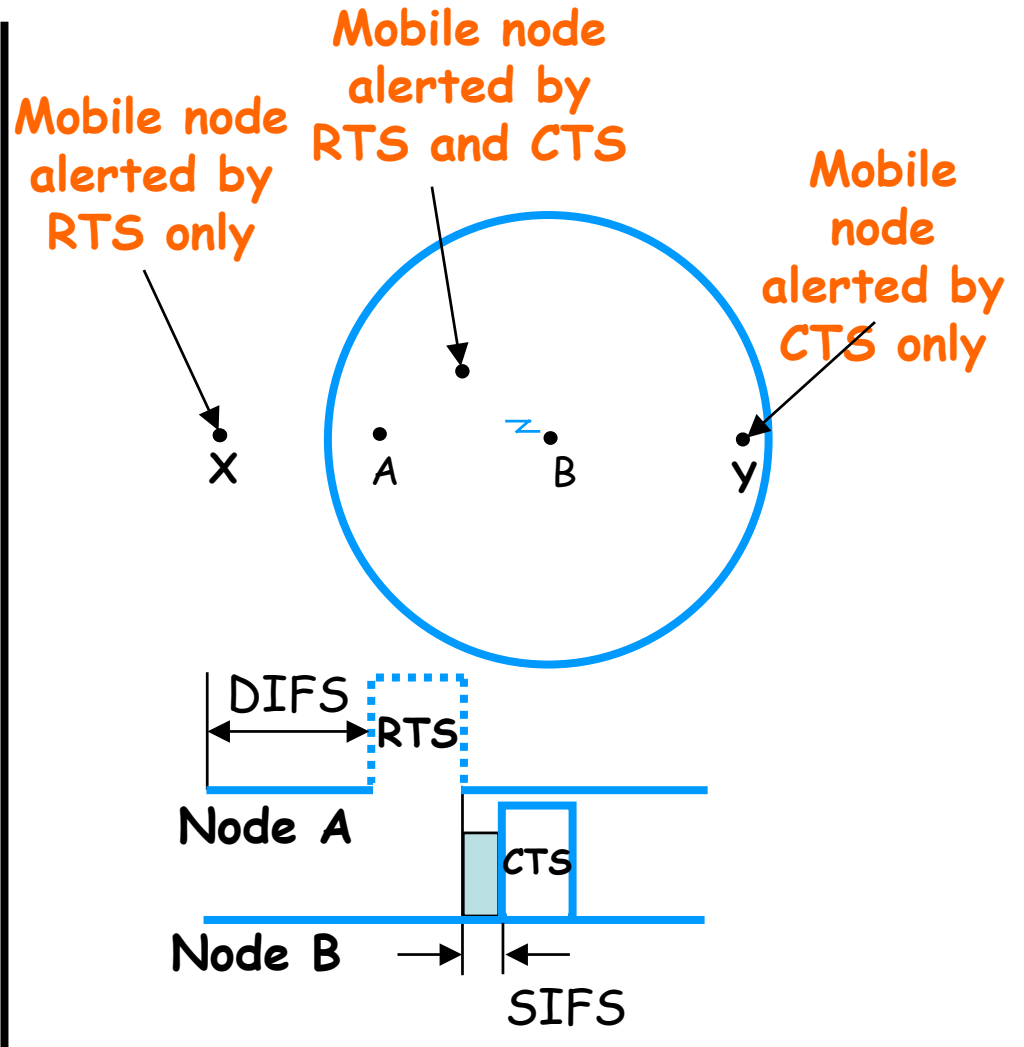 Mobile node
alerted by
RTS and CTS
Mobile node
alerted by
RTS only
Mobile
node
alerted by
CTS only
X
A
B
y
DIFS
RTS
Node A
CTS
Node B
SIFS